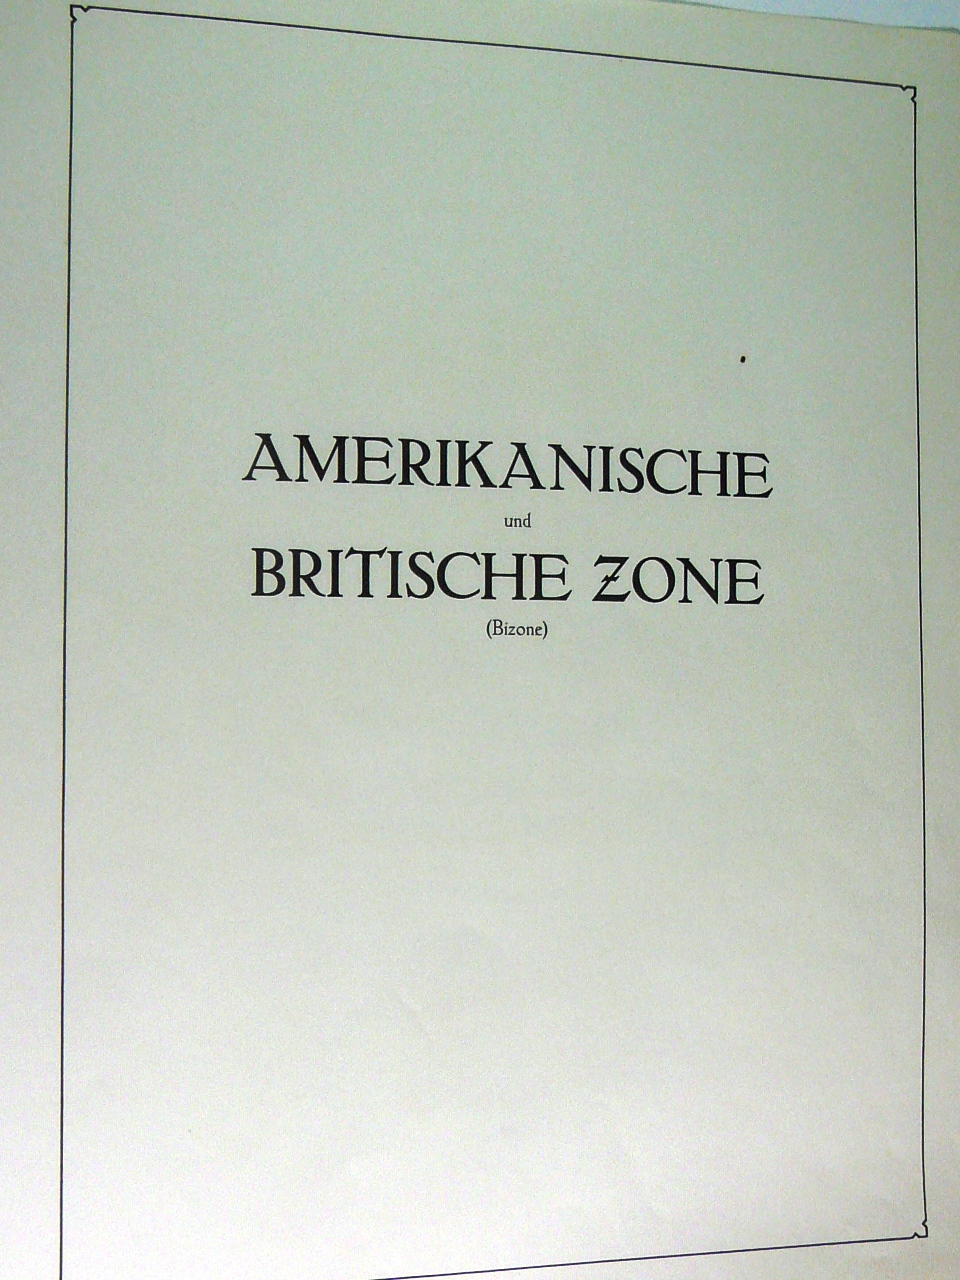 AMERIKANISCHE
und
BRITISCHE ZONE
(Bizone)